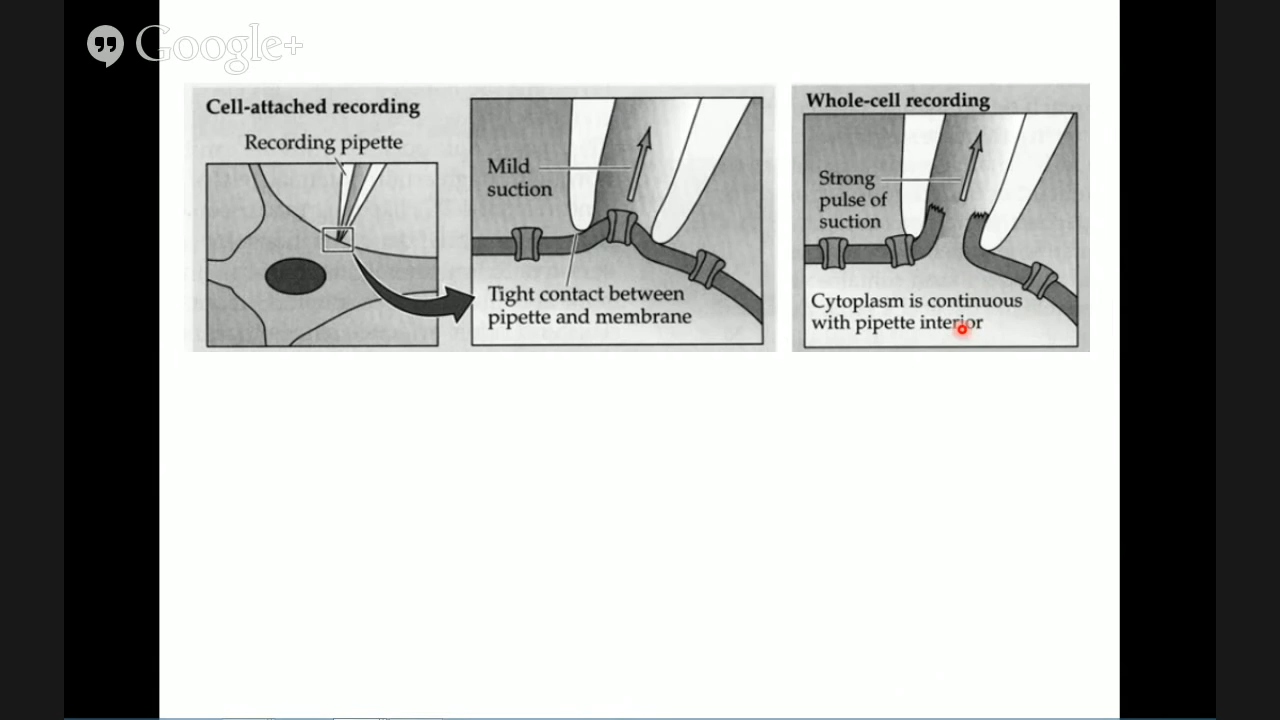 Google+
Cell-attached recording
Recording pipette
Mild
suction
Tight contact between
pipette and membrane
Whole-cell recording
Strong
pulse of
suction
Cytoplasm is continuous
with pipette interior